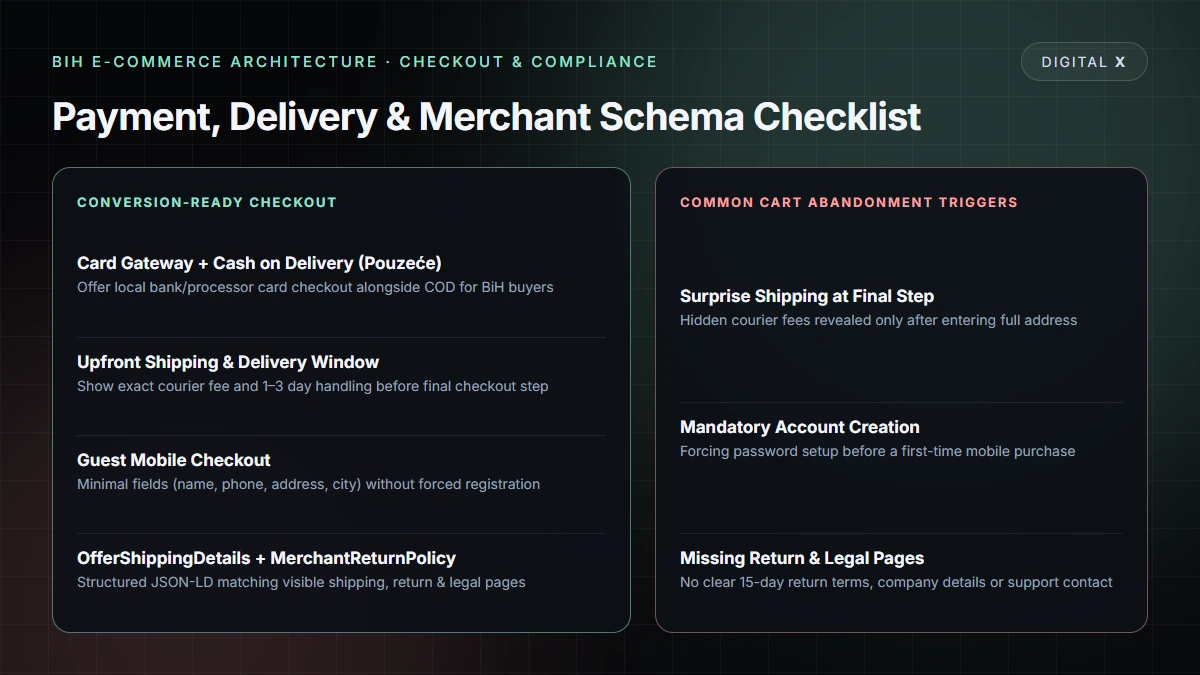 BIH E-COMMERCE ARCHITECTURE · CHECKOUT & COMPLIANCE
DIGITAL X
Payment, Delivery & Merchant Schema Checklist
CONVERSION-READY CHECKOUT
Card Gateway + Cash on Delivery (Pouzeće)
Offer local bank/processor card checkout alongside COD for BiH buyers
Upfront Shipping & Delivery Window
Show exact courier fee and 1–3 day handling before final checkout step
Guest Mobile Checkout
Minimal fields (name, phone, address, city) without forced registration
OfferShippingDetails + MerchantReturnPolicy
Structured JSON-LD matching visible shipping, return & legal pages
COMMON CART ABANDONMENT TRIGGERS
Surprise Shipping at Final Step
Hidden courier fees revealed only after entering full address
Mandatory Account Creation
Forcing password setup before a first-time mobile purchase
Missing Return & Legal Pages
No clear 15-day return terms, company details or support contact